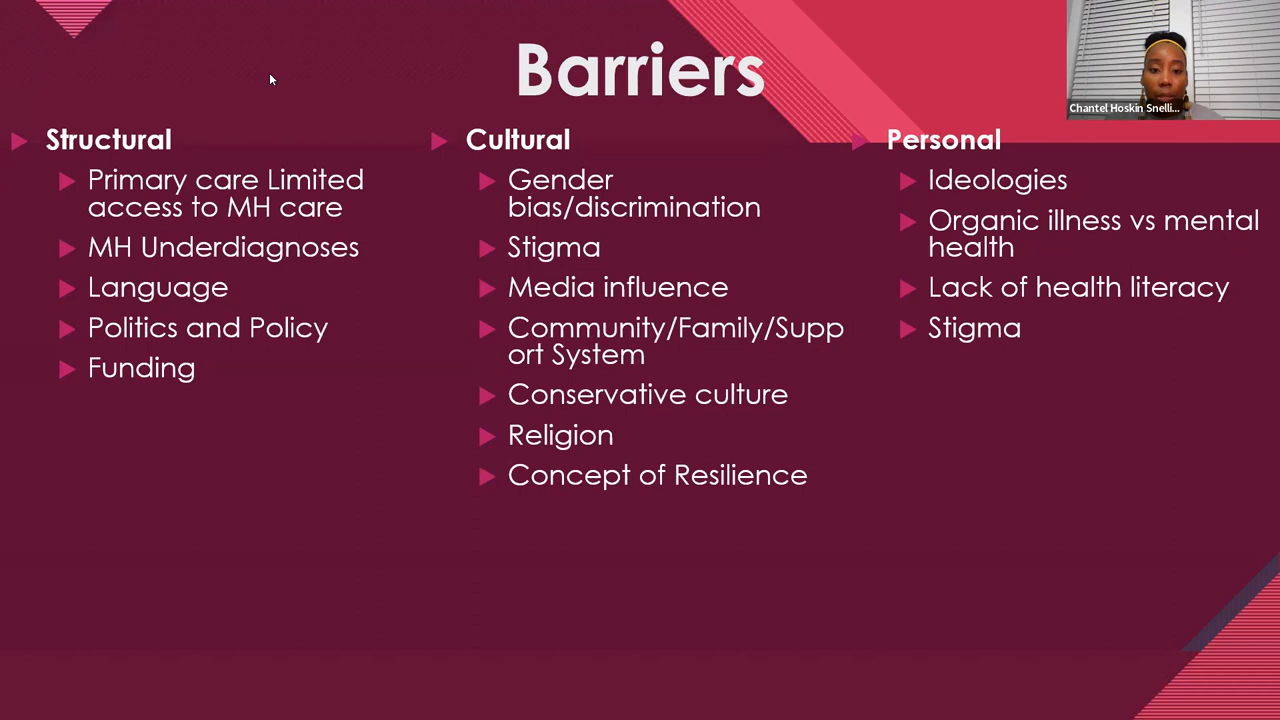 Barriers
Chantel Hoskin Snelli...
Structural
Primary care Limited
access to MH care
MH Underdiagnoses
Language
Politics and Policy
Funding
Cultural
Gender
bias/discrimination
Stigma
Media influence
Community/Family/Supp
ort System
Conservative culture
Religion
Concept of Resilience
Personal
Ideologies
Organic illness vs mental
health
Lack of health literacy
Stigma